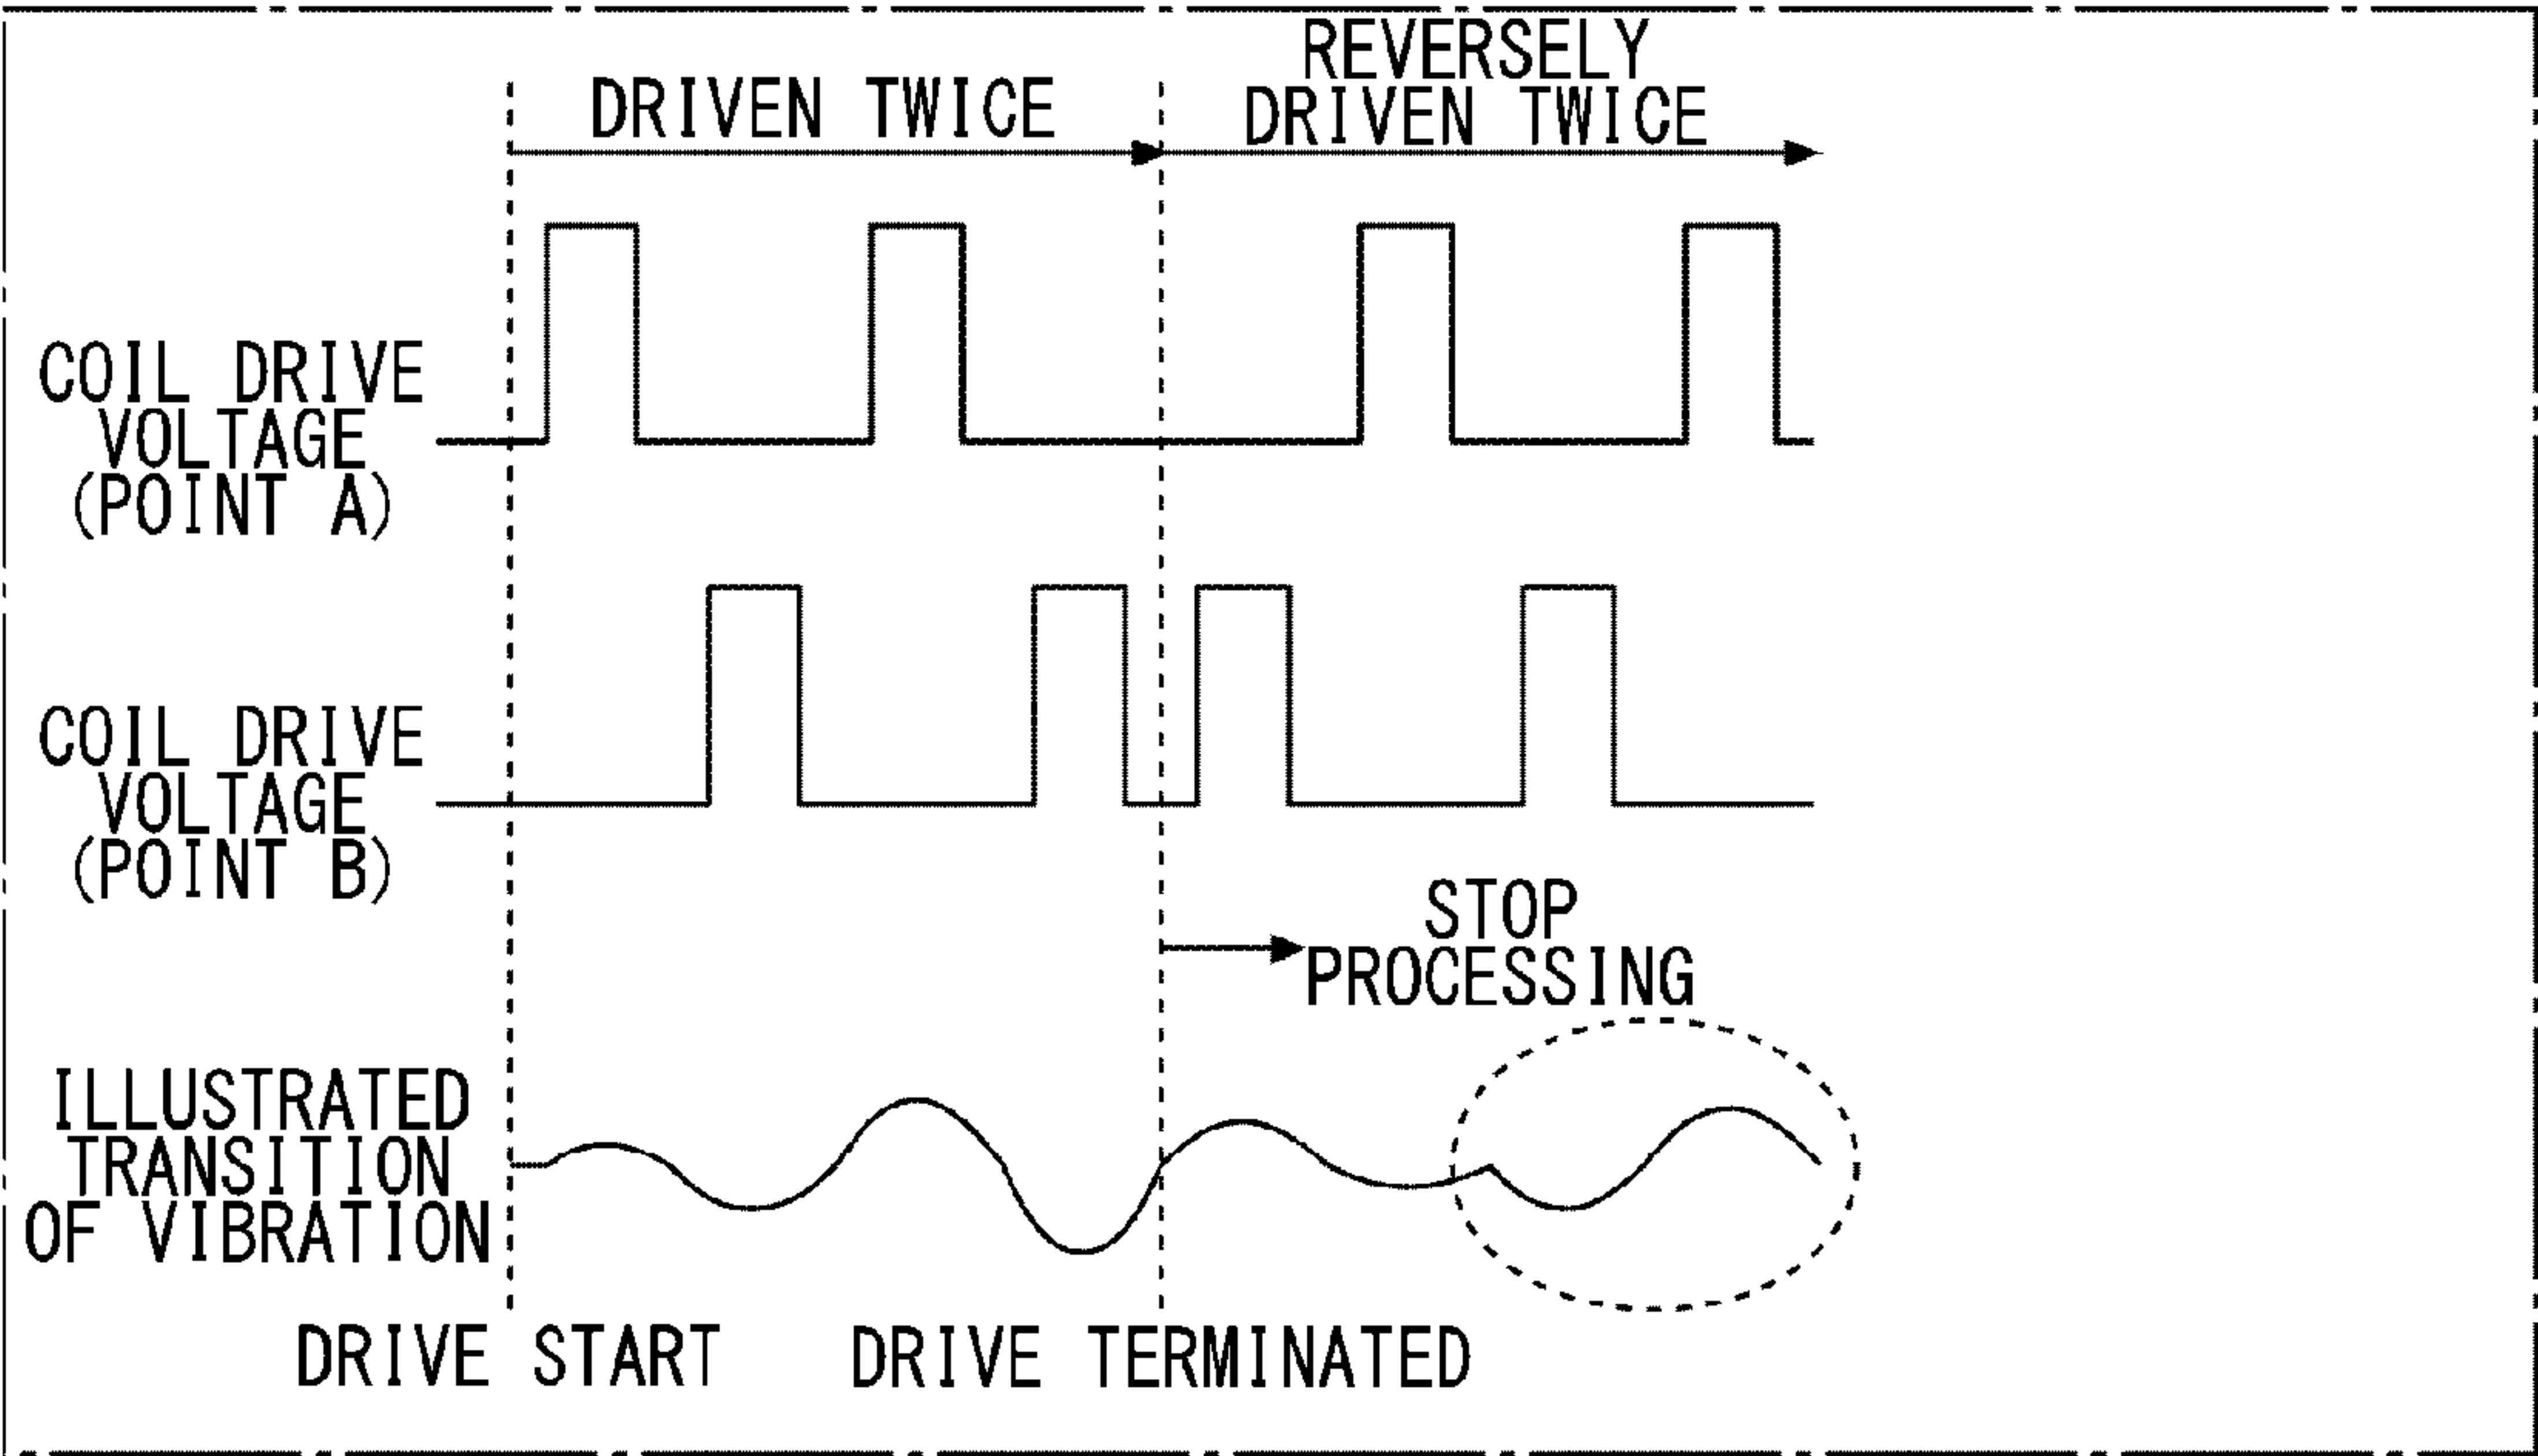 REVERSELY
DRIVEN TWICE
DRIVEN TWICE
COIL DRIVE
VOLTAGE
(POINT A)
COIL DRIVE
VOLTAGE
(POINT B)
STOP
PROCESSING
ILLUSTRATED
TRANSITION
OF VIBRATION
DRIVE START
DRIVE TERMINATED